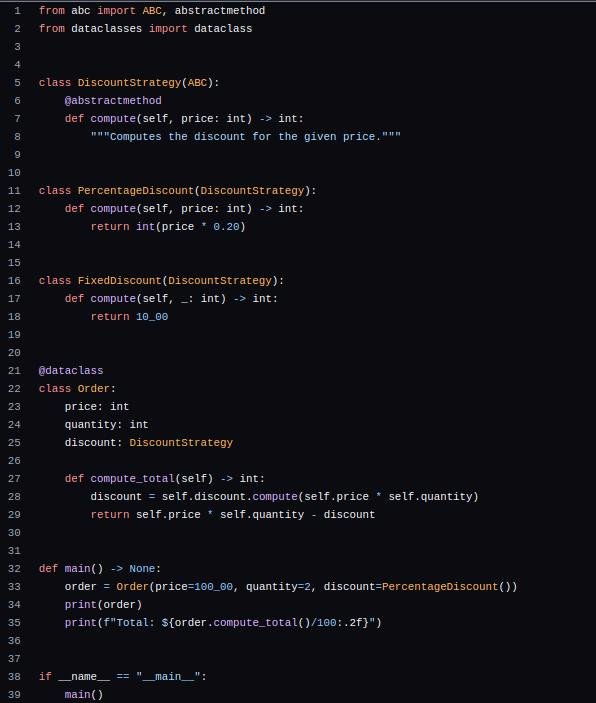 1 from abc import ABC, abstractmethod
2 from dataclasses import dataclass
3
4
5 class DiscountStrategy(ABC):
6     @abstractmethod
7     def compute(self, price: int) -> int:
8         """Computes the discount for the given price."""
9
10
11 class PercentageDiscount(DiscountStrategy):
12     def compute(self, price: int) -> int:
13         return int(price * 0.20)
14
15
16 class FixedDiscount(DiscountStrategy):
17     def compute(self, _: int) -> int:
18         return 10_00
19
20
21 @dataclass
22 class Order:
23     price: int
24     quantity: int
25     discount: DiscountStrategy
26
27     def compute_total(self) -> int:
28         discount = self.discount.compute(self.price * self.quantity)
29         return self.price * self.quantity - discount
30
31
32 def main() -> None:
33     order = Order(price=100_00, quantity=2, discount=PercentageDiscount())
34     print(order)
35     print(f"Total: ${order.compute_total()/100:.2f}")
36
37
38 if __name__ == "__main__":
39     main()